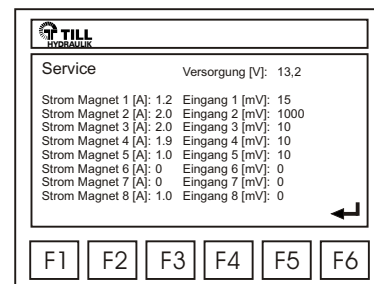 TILL
HYDRAULIK
Service Versorgung [V]: 13,2
Strom Magnet 1 [A]: 1.2 Eingang 1 [mV]: 15
Strom Magnet 2 [A]: 2.0 Eingang 2 [mV]: 1000
Strom Magnet 3 [A]: 2.0 Eingang 3 [mV]: 10
Strom Magnet 4 [A]: 1.9 Eingang 4 [mV]: 10
Strom Magnet 5 [A]: 1.0 Eingang 5 [mV]: 10
Strom Magnet 6 [A]: 0 Eingang 6 [mV]: 0
Strom Magnet 7 [A]: 0 Eingang 7 [mV]: 0
Strom Magnet 8 [A]: 1.0 Eingang 8 [mV]: 0
F1 F2 F3 F4 F5 F6